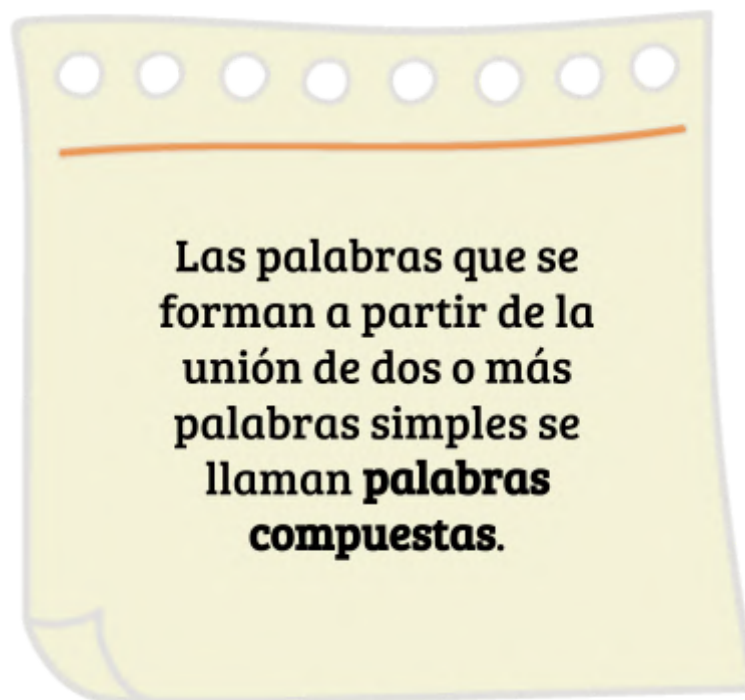 Las palabras que se
forman a partir de la
unión de dos o más
palabras simples se
llaman palabras
compuestas.